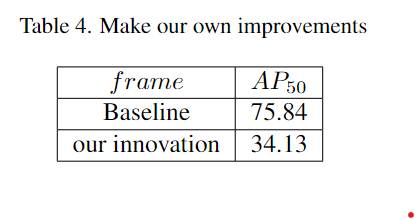 Table 4. Make our own improvements
frame AP50
Baseline 75.84
our innovation 34.13